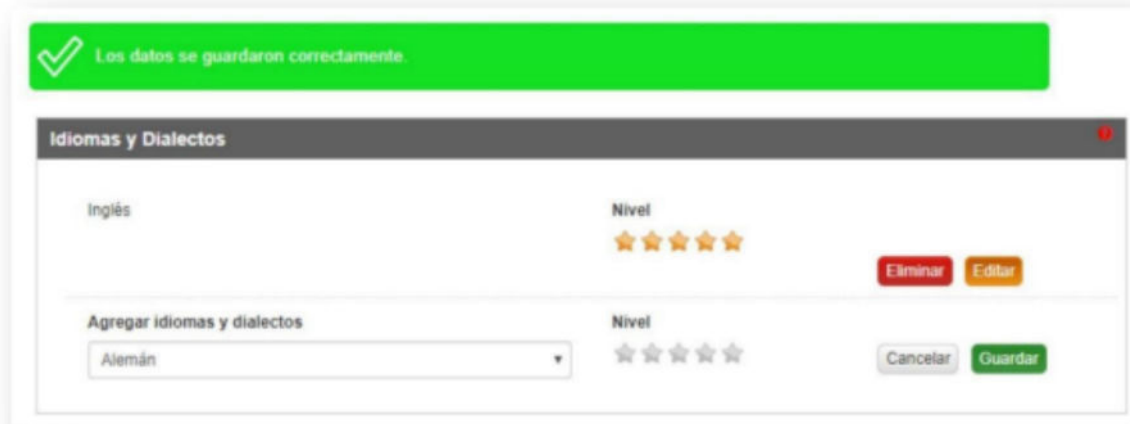 Los datos se guardaron correctamente.
Idiomas y Dialectos
Inglés
Nivel
Eliminar
Editar
Agregar idiomas y dialectos
Nivel
Alemán
Cancelar
Guardar